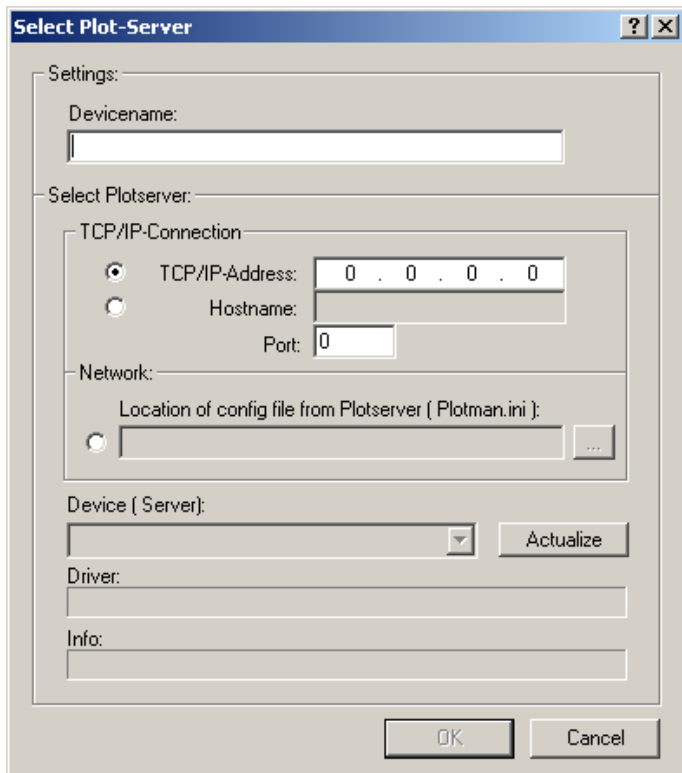 Select Plot-Server
Settings:
Devicename:
Select Plotserver:
TCP/IP-Connection
TCP/IP-Address: 0 . 0 . 0 . 0
Hostname:
Port: 0
Network:
Location of config file from Plotserver ( Plotman.ini ):
...
Device ( Server):
Actualize
Driver:
Info:
OK Cancel